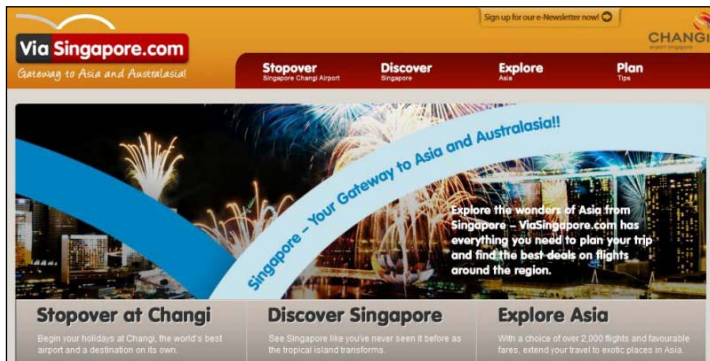 Sign up for our e-Newsletter now!
CHANGI
airport singapore
Via Singapore.com
Gateway to Asia and Australasia!
Stopover
Singapore Changi Airport
Discover
Singapore
Explore
Asia
Plan
Tips
Singapore – Your Gateway to Asia and Australasia!!
Explore the wonders of Asia from
Singapore – ViaSingapore.com has
everything you need to plan your trip
and find the best deals on flights
around the region.
Stopover at Changi
Begin your holidays at Changi, the world's best
airport and a destination on its own.
Discover Singapore
See Singapore like you've never seen it before as
the tropical island transforms.
Explore Asia
With a choice of over 2,000 flights and favourable
fares, extend your travel to exotic places in Asia.